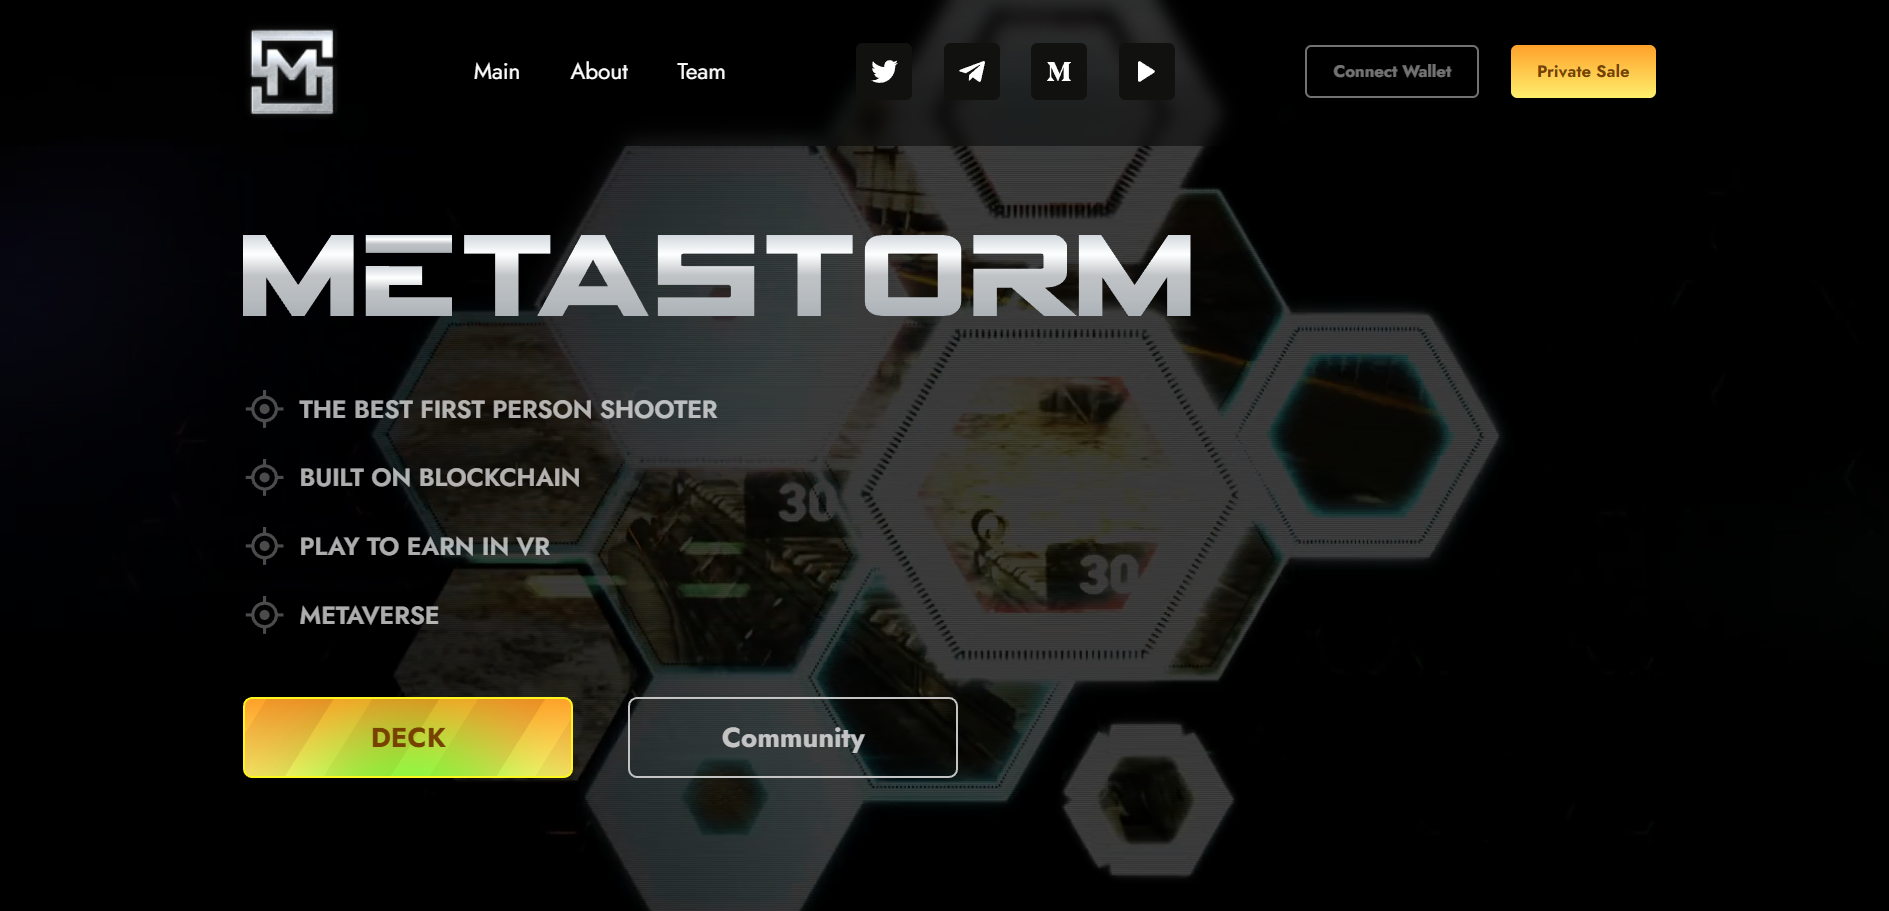 Main About Team M Connect Wallet Private Sale
METASTORM
THE BEST FIRST PERSON SHOOTER
BUILT ON BLOCKCHAIN
30
PLAY TO EARN IN VR
30
METAVERSE
DECK Community